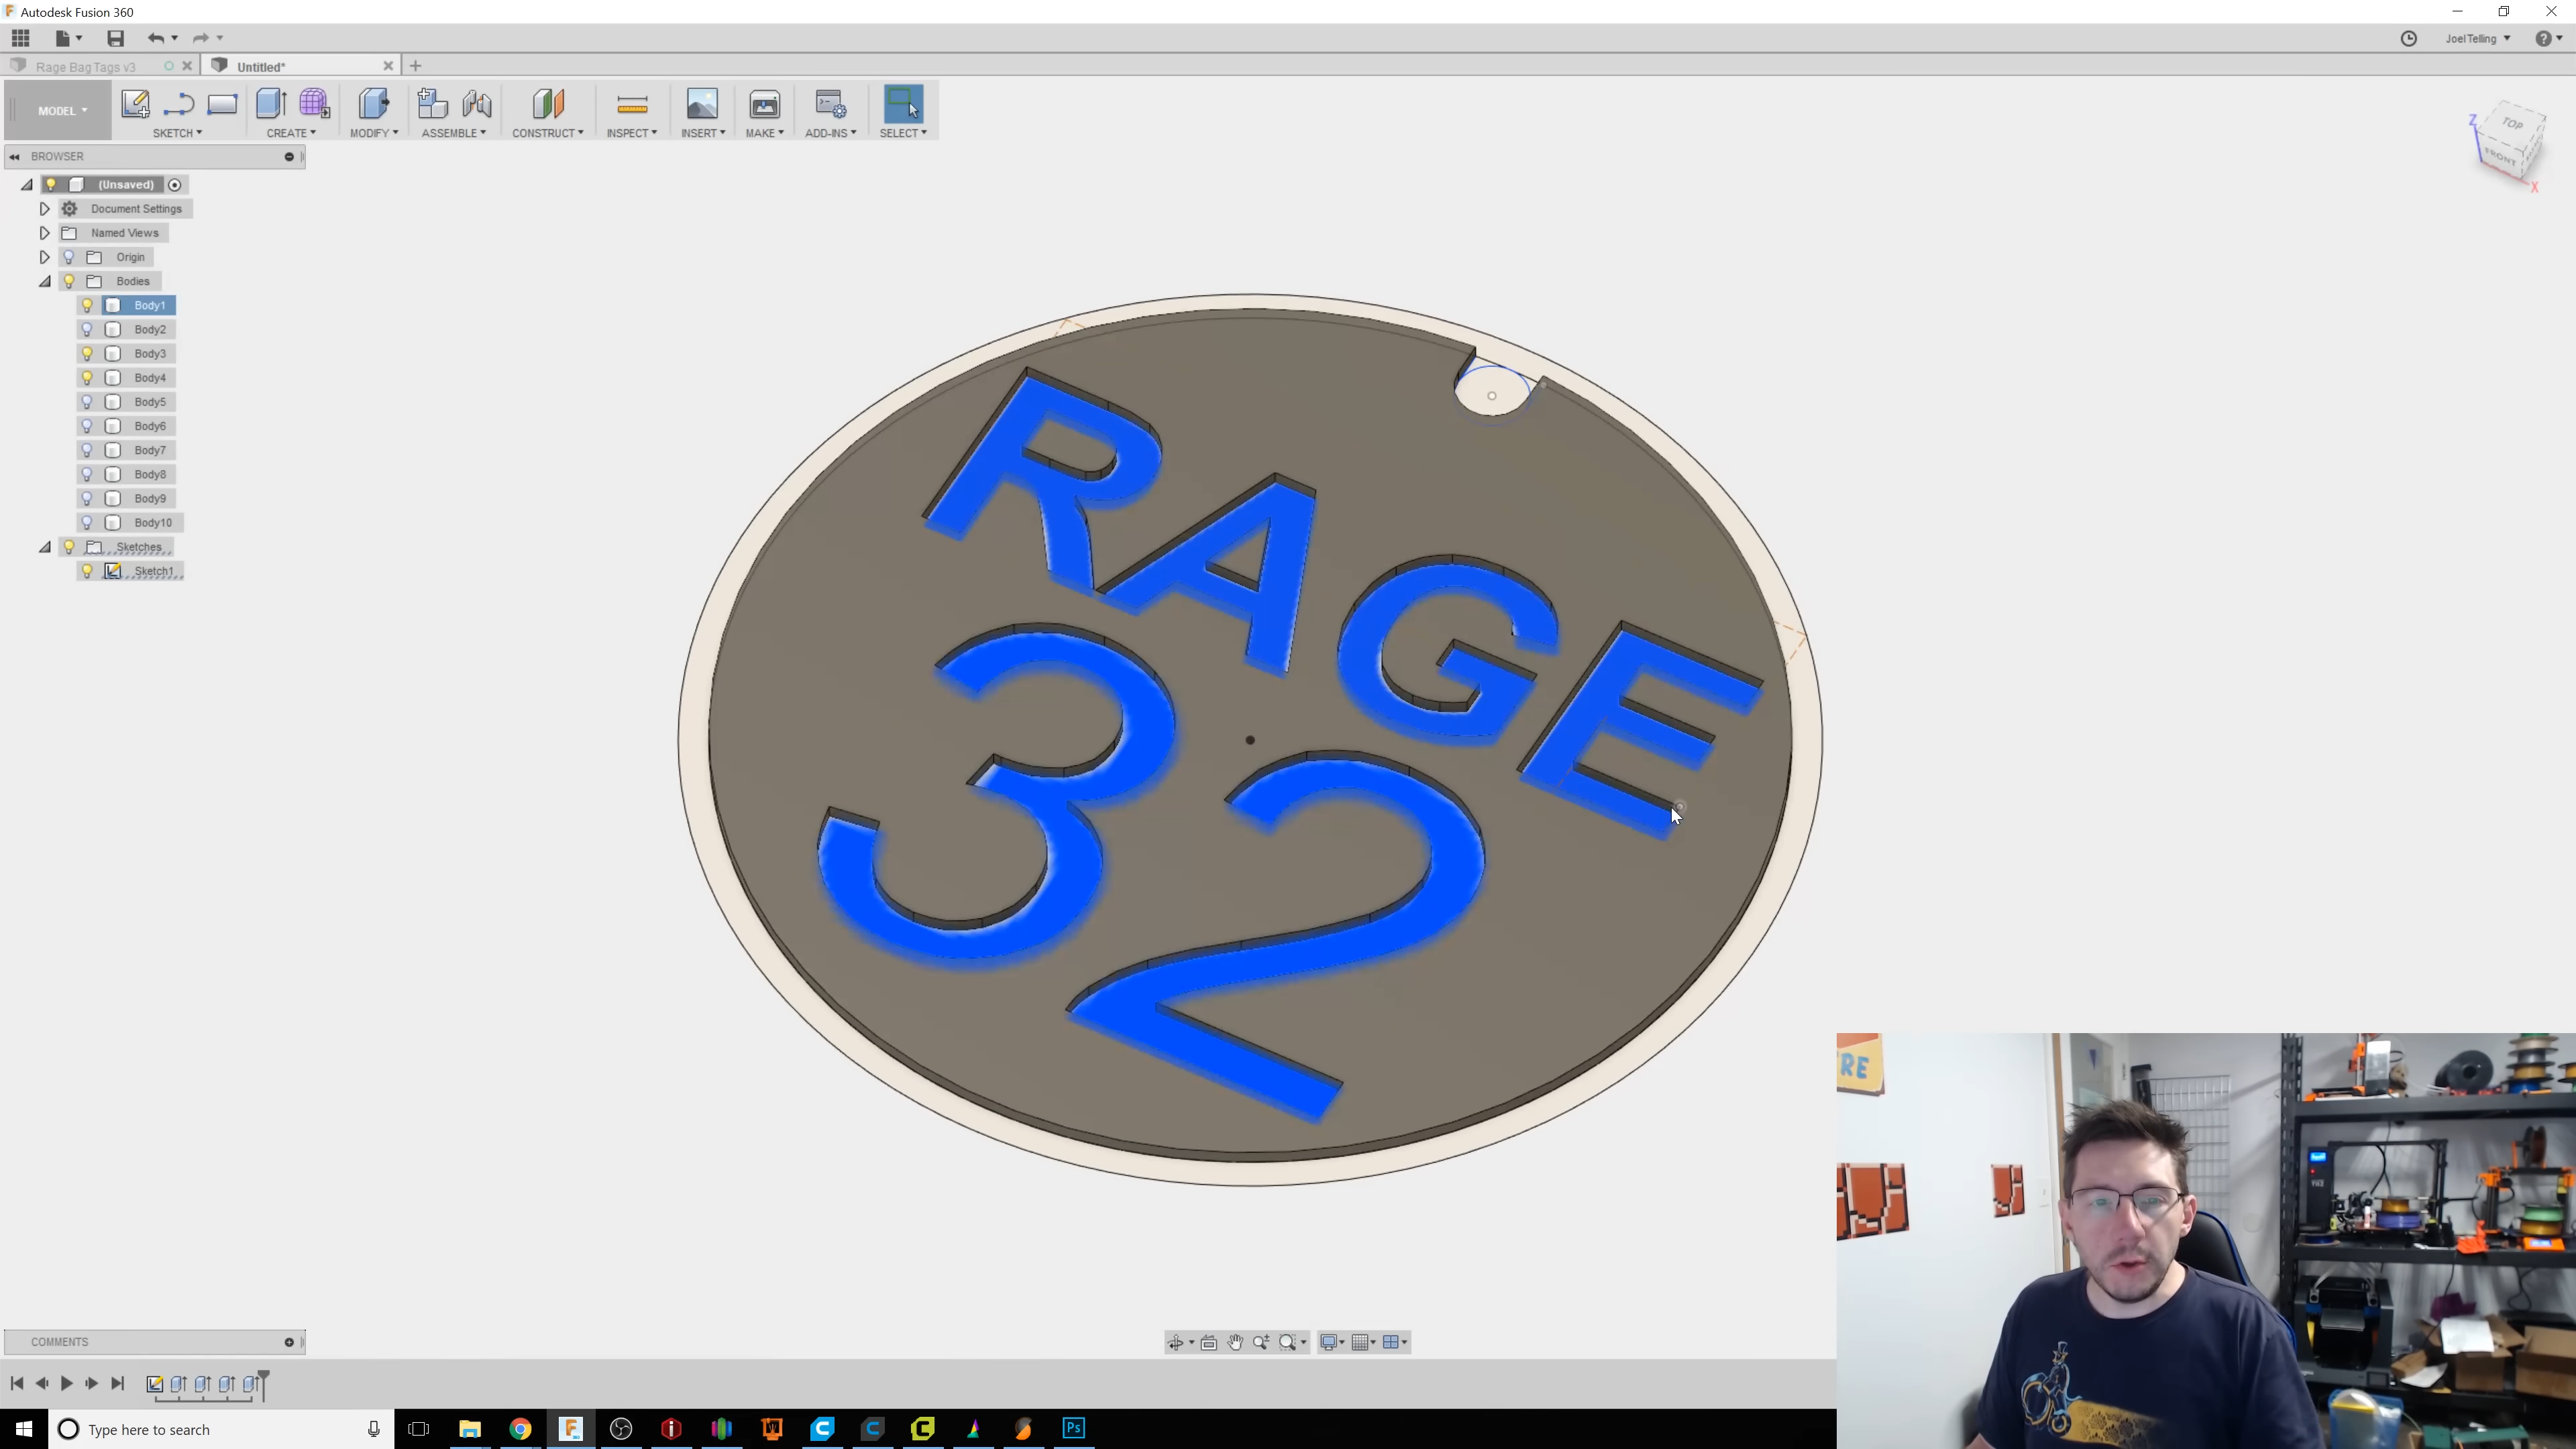 Autodesk Fusion 360
Joel Telling
Rage Bag Tags v3
Untitled*
MODEL
SKETCH
CREATE
MODIFY
ASSEMBLE
CONSTRUCT
INSPECT
INSERT
MAKE
ADD-INS
SELECT
TOP
FRONT
Z
X
BROWSER
(Unsaved)
Document Settings
Named Views
Origin
Bodies
Body1
Body2
Body3
Body4
Body5
Body6
Body7
Body8
Body9
Body10
Sketches
Sketch1
RAGE
32
RE
COMMENTS
Type here to search
Ps